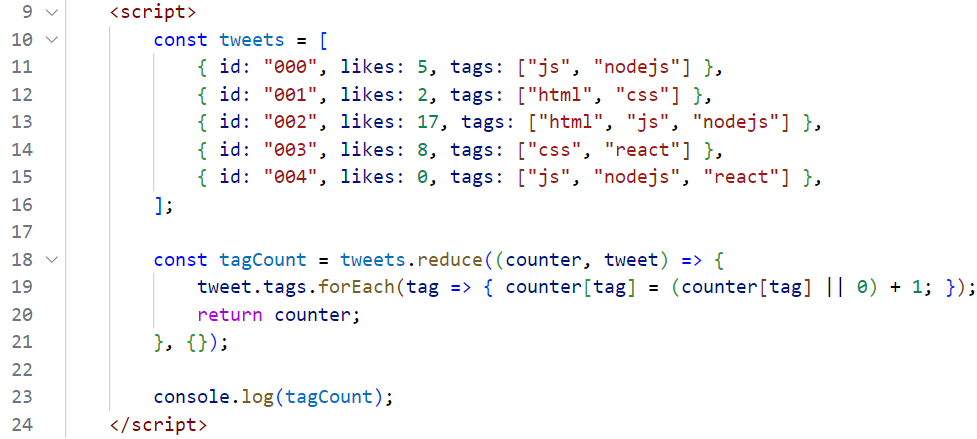 9 <script>
10 const tweets = [
11 { id: "000", likes: 5, tags: ["js", "nodejs"] },
12 { id: "001", likes: 2, tags: ["html", "css"] },
13 { id: "002", likes: 17, tags: ["html", "js", "nodejs"] },
14 { id: "003", likes: 8, tags: ["css", "react"] },
15 { id: "004", likes: 0, tags: ["js", "nodejs", "react"] },
16 ];
17
18 const tagCount = tweets.reduce((counter, tweet) => {
19 tweet.tags.forEach(tag => { counter[tag] = (counter[tag] || 0) + 1; });
20 return counter;
21 }, {});
22
23 console.log(tagCount);
24 </script>